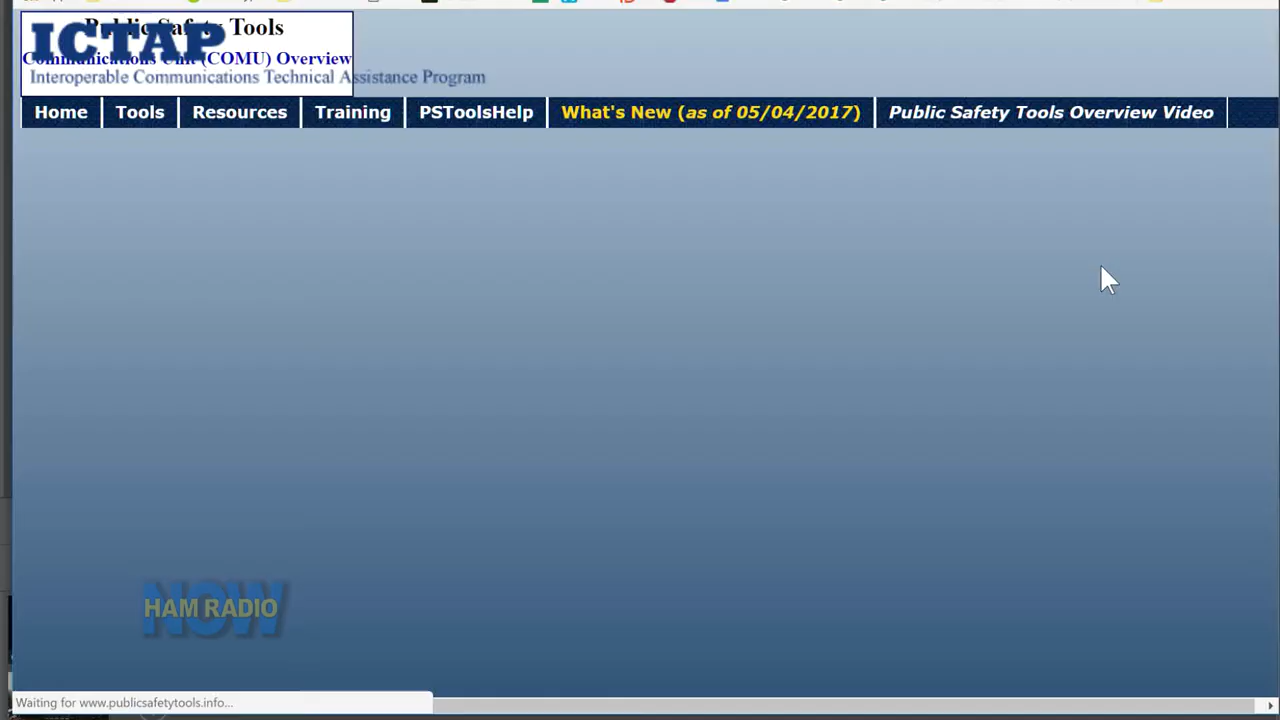 Public Safety Tools
ICTAP
Communications Unit (COMU) Overview
Interoperable Communications Technical Assistance Program
Home Tools Resources Training PSToolsHelp What's New (as of 05/04/2017) Public Safety Tools Overview Video
NOW
HAM RADIO
Waiting for www.publicsafetytools.info...